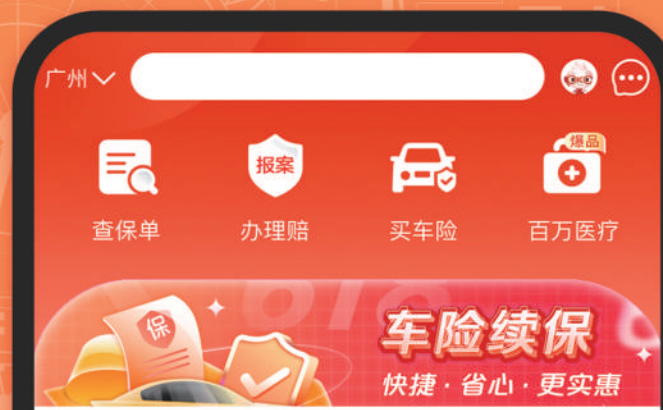 广州
爆品
报案
查保单
办理赔
买车险
百万医疗
保
车险续保
快捷·省心·更实惠